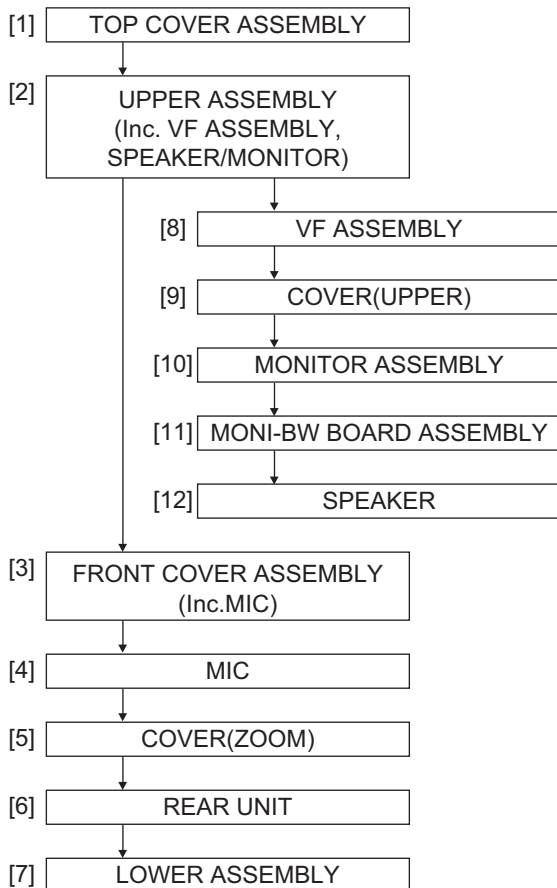 [1] TOP COVER ASSEMBLY
[2] UPPER ASSEMBLY
(Inc. VF ASSEMBLY,
SPEAKER/MONITOR)
[8] VF ASSEMBLY
[9] COVER(UPPER)
[10] MONITOR ASSEMBLY
[11] MONI-BW BOARD ASSEMBLY
[12] SPEAKER
[3] FRONT COVER ASSEMBLY
(Inc.MIC)
[4] MIC
[5] COVER(ZOOM)
[6] REAR UNIT
[7] LOWER ASSEMBLY